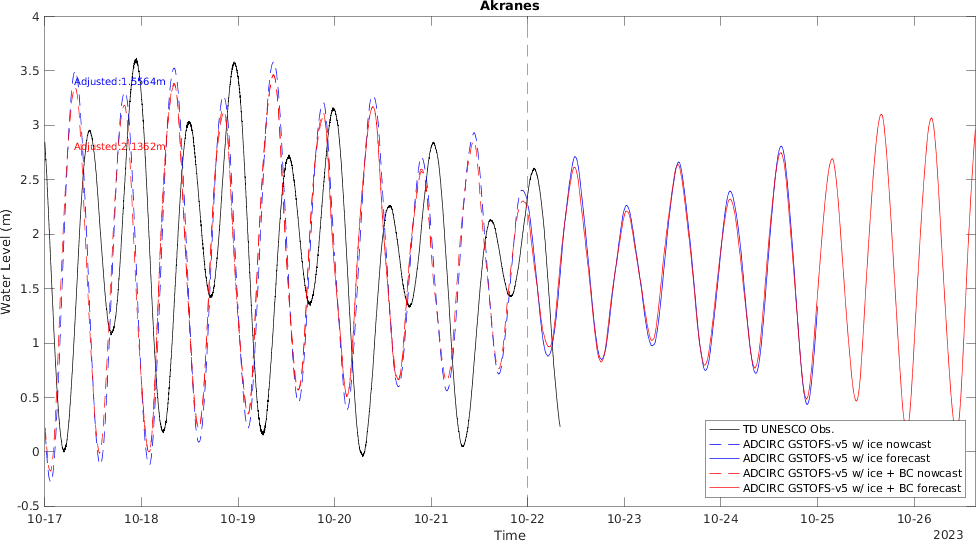 Akranes
4
3.5
3
2.5
2
1.5
1
0.5
0
-0.5
Water Level (m)
Adjusted:1.5564m
Adjusted:2.1362m
TD UNESCO Obs.
ADCIRC GSTOFS-v5 w/ ice nowcast
ADCIRC GSTOFS-v5 w/ ice forecast
ADCIRC GSTOFS-v5 w/ ice + BC nowcast
ADCIRC GSTOFS-v5 w/ ice + BC forecast
10-17 10-18 10-19 10-20 10-21 10-22 10-23 10-24 10-25 10-26
Time
2023